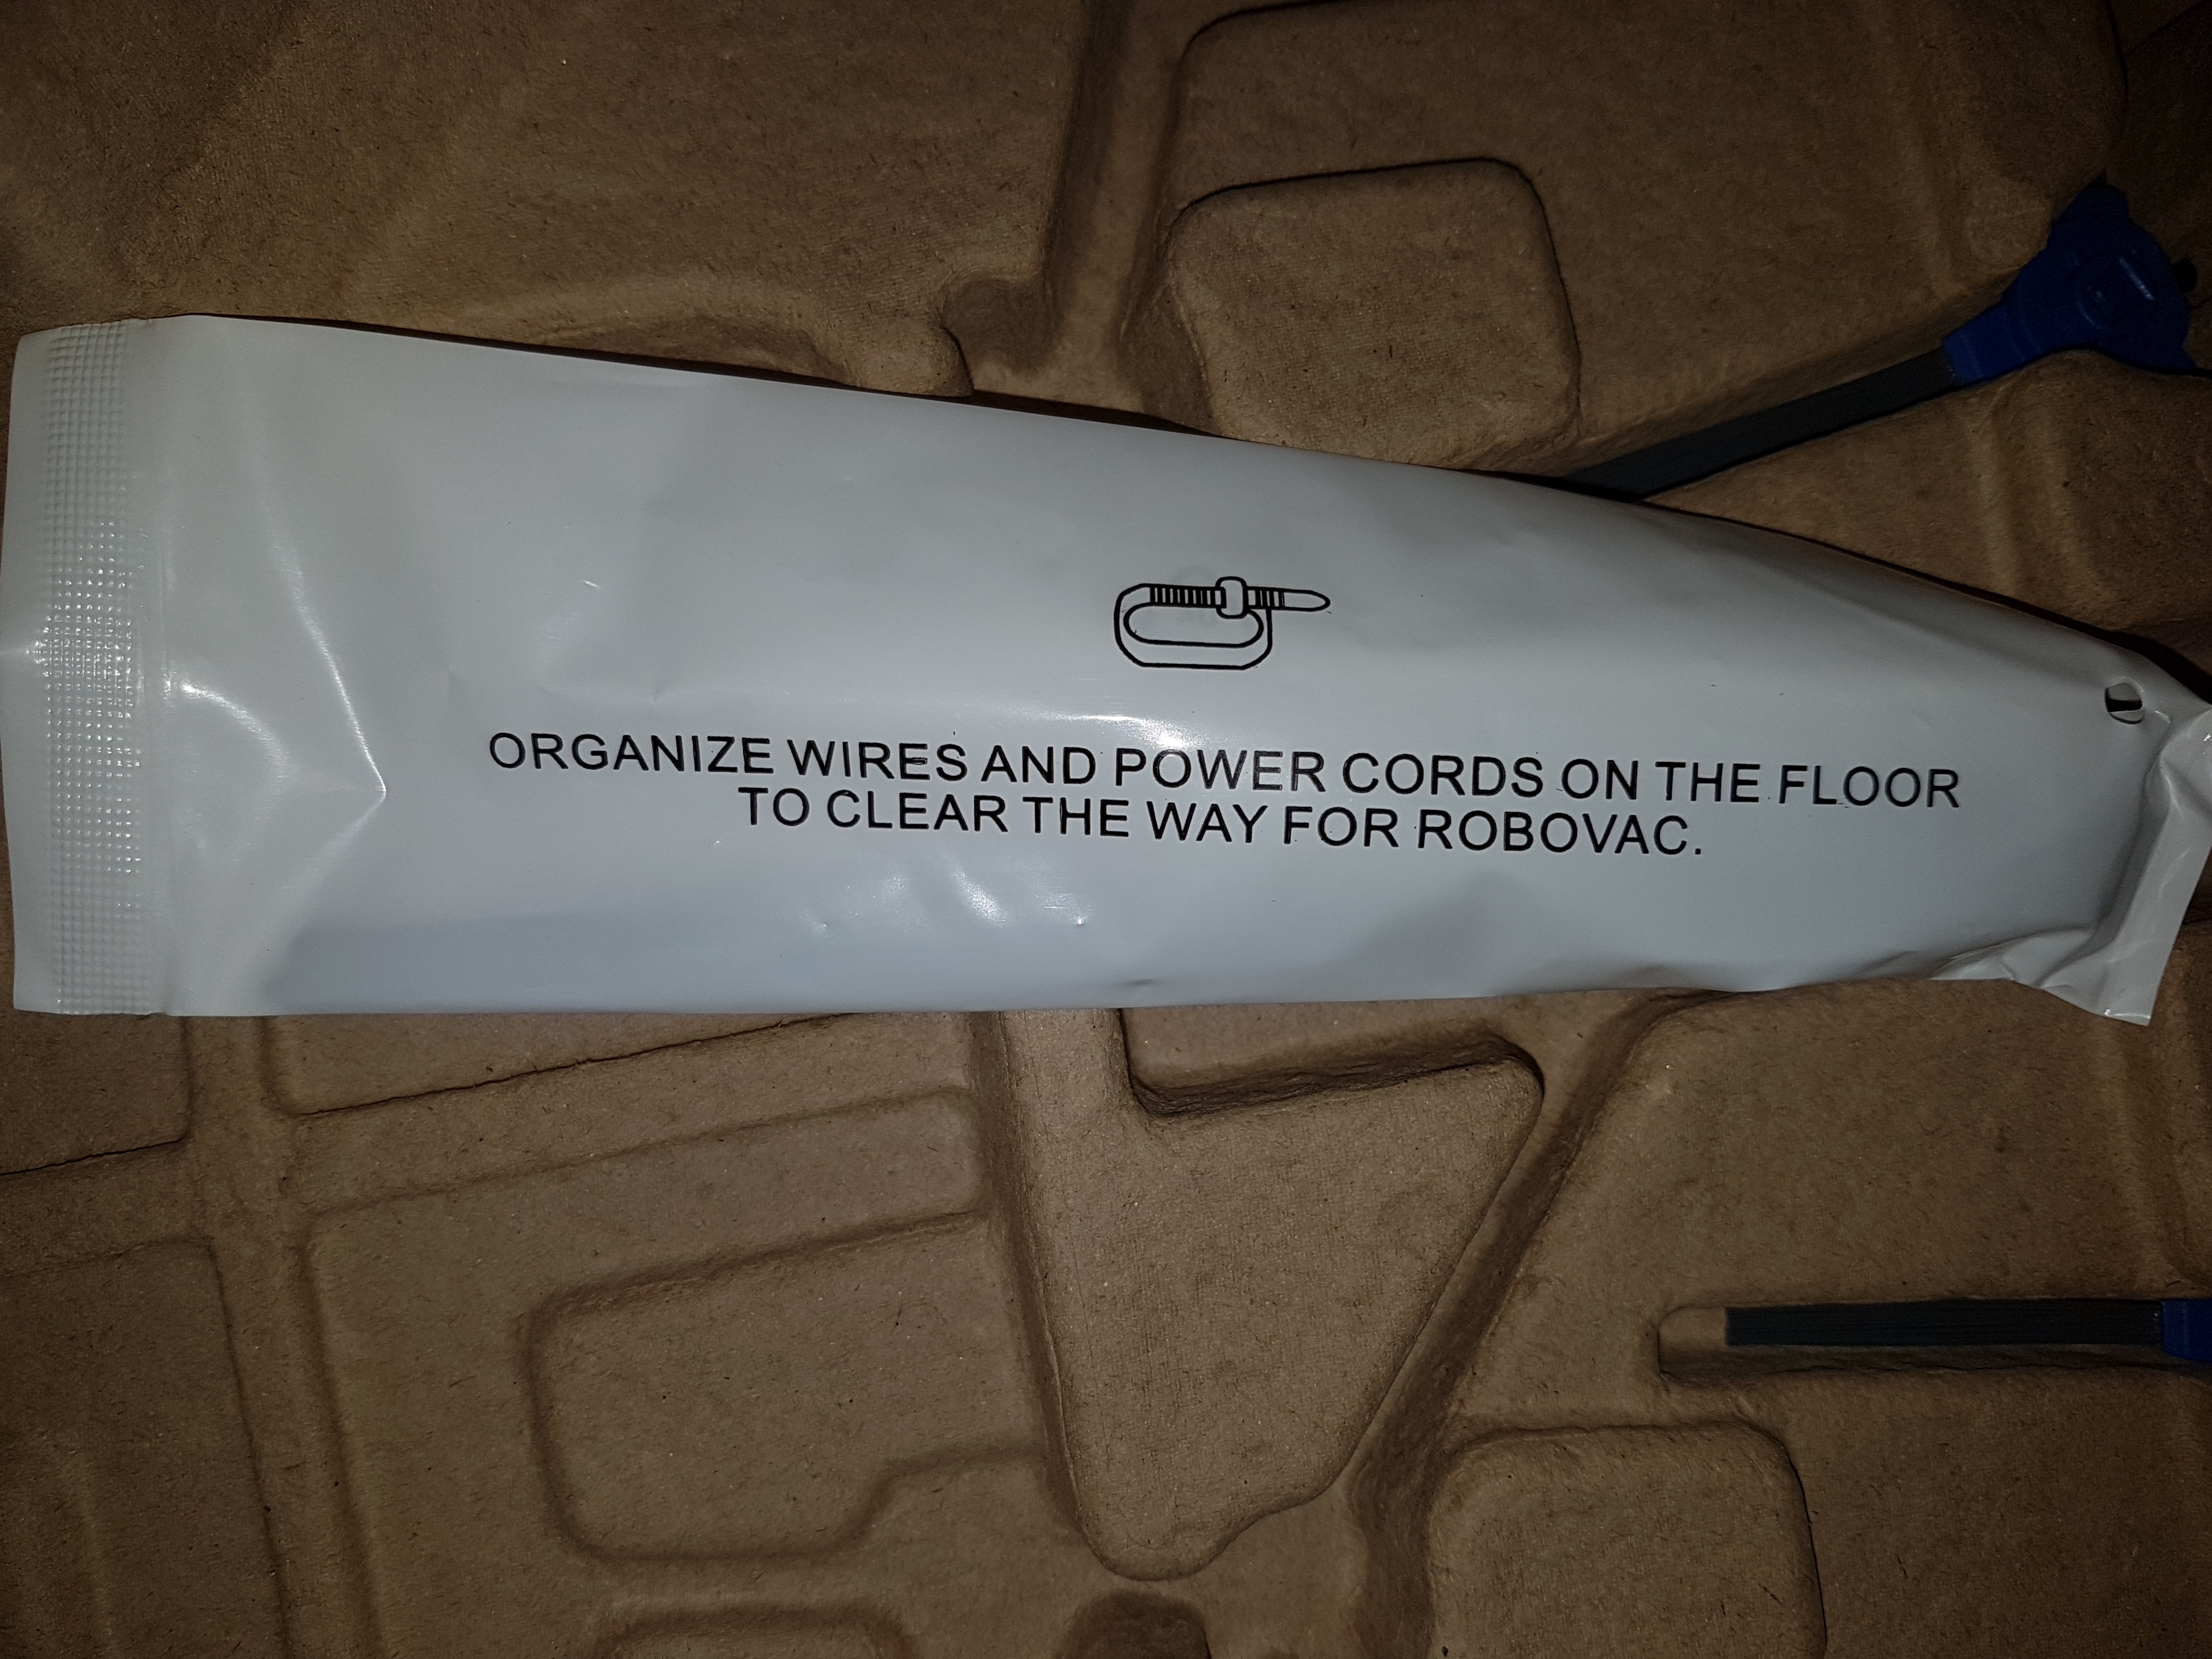 ORGANIZE WIRES AND POWER CORDS ON THE FLOOR
TO CLEAR THE WAY FOR ROBOVAC.